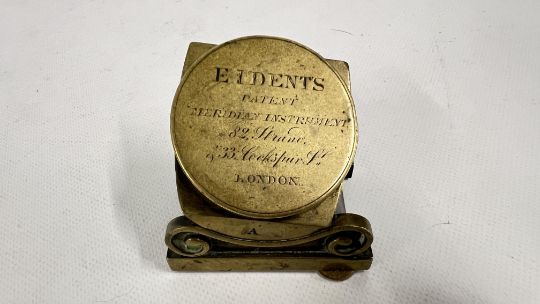 E I DENTS
PATENT
MERIDIAN INSTRUMENT
82, Strand,
& 33, Cockspur St.
LONDON
A